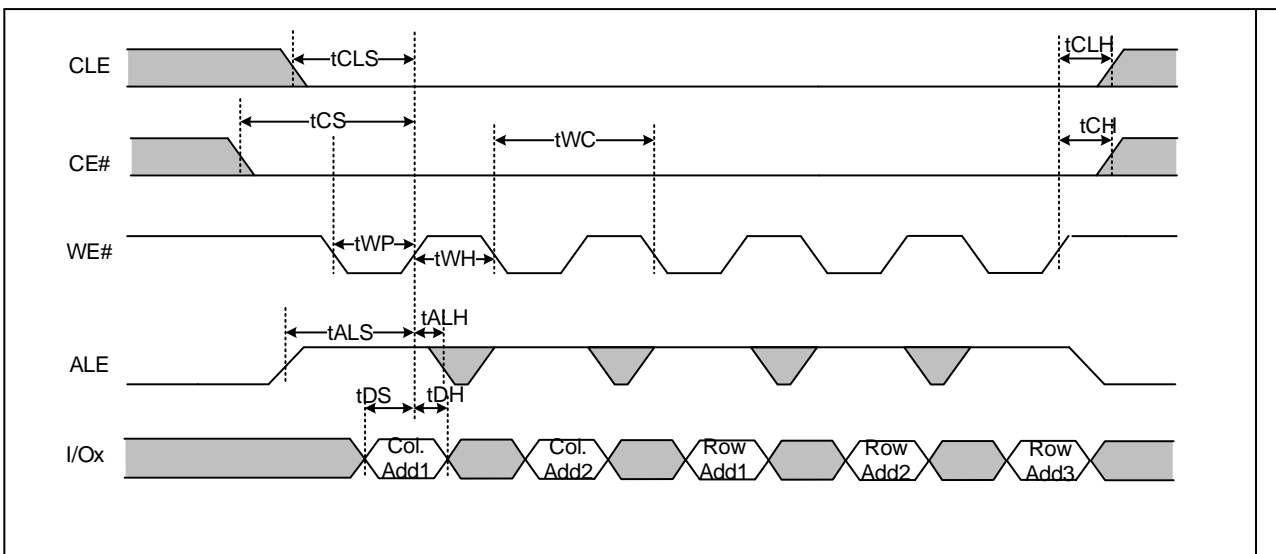 CLE
tCLS
tCLH
CE#
tCS
tWC
tCH
WE#
tWP
tWH
ALE
tALS
tALH
tDS
tDH
I/Ox
Col.
Add1
Col.
Add2
Row
Add1
Row
Add2
Row
Add3